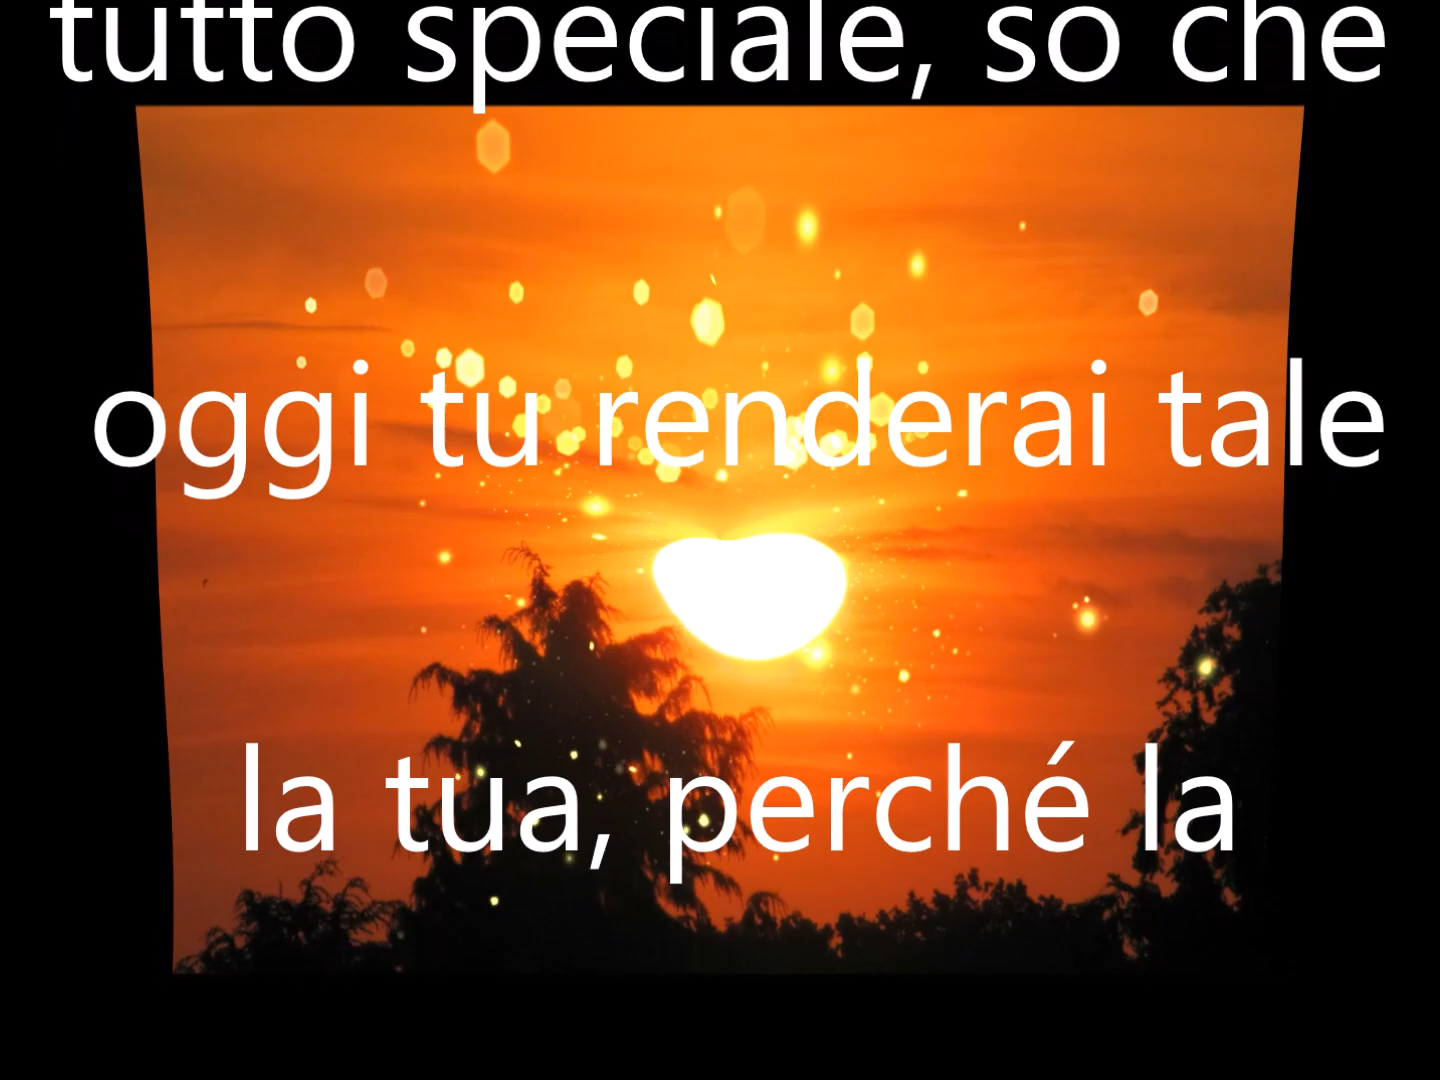 tutto speciale, so che
oggi tu renderai tale
la tua, perché la